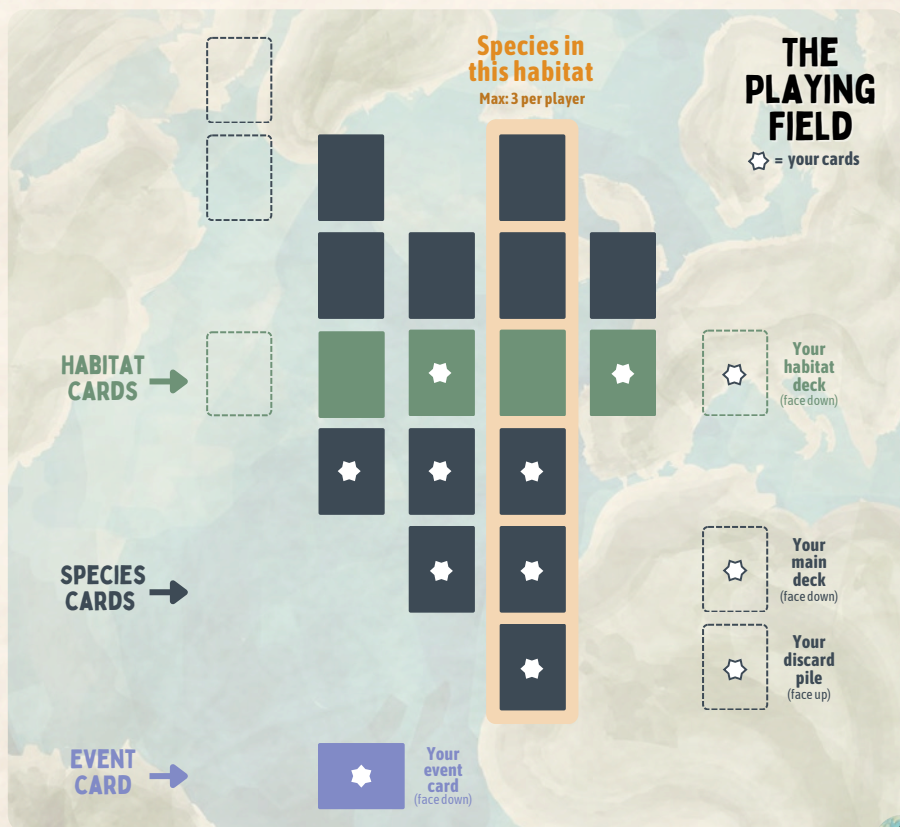 THE
PLAYING
FIELD
= your cards
Species in
this habitat
Max: 3 per player
HABITAT
CARDS
Your
habitat
deck
(face down)
SPECIES
CARDS
Your
main
deck
(face down)
Your
discard
pile
(face up)
EVENT
CARD
Your
event
card
(face down)